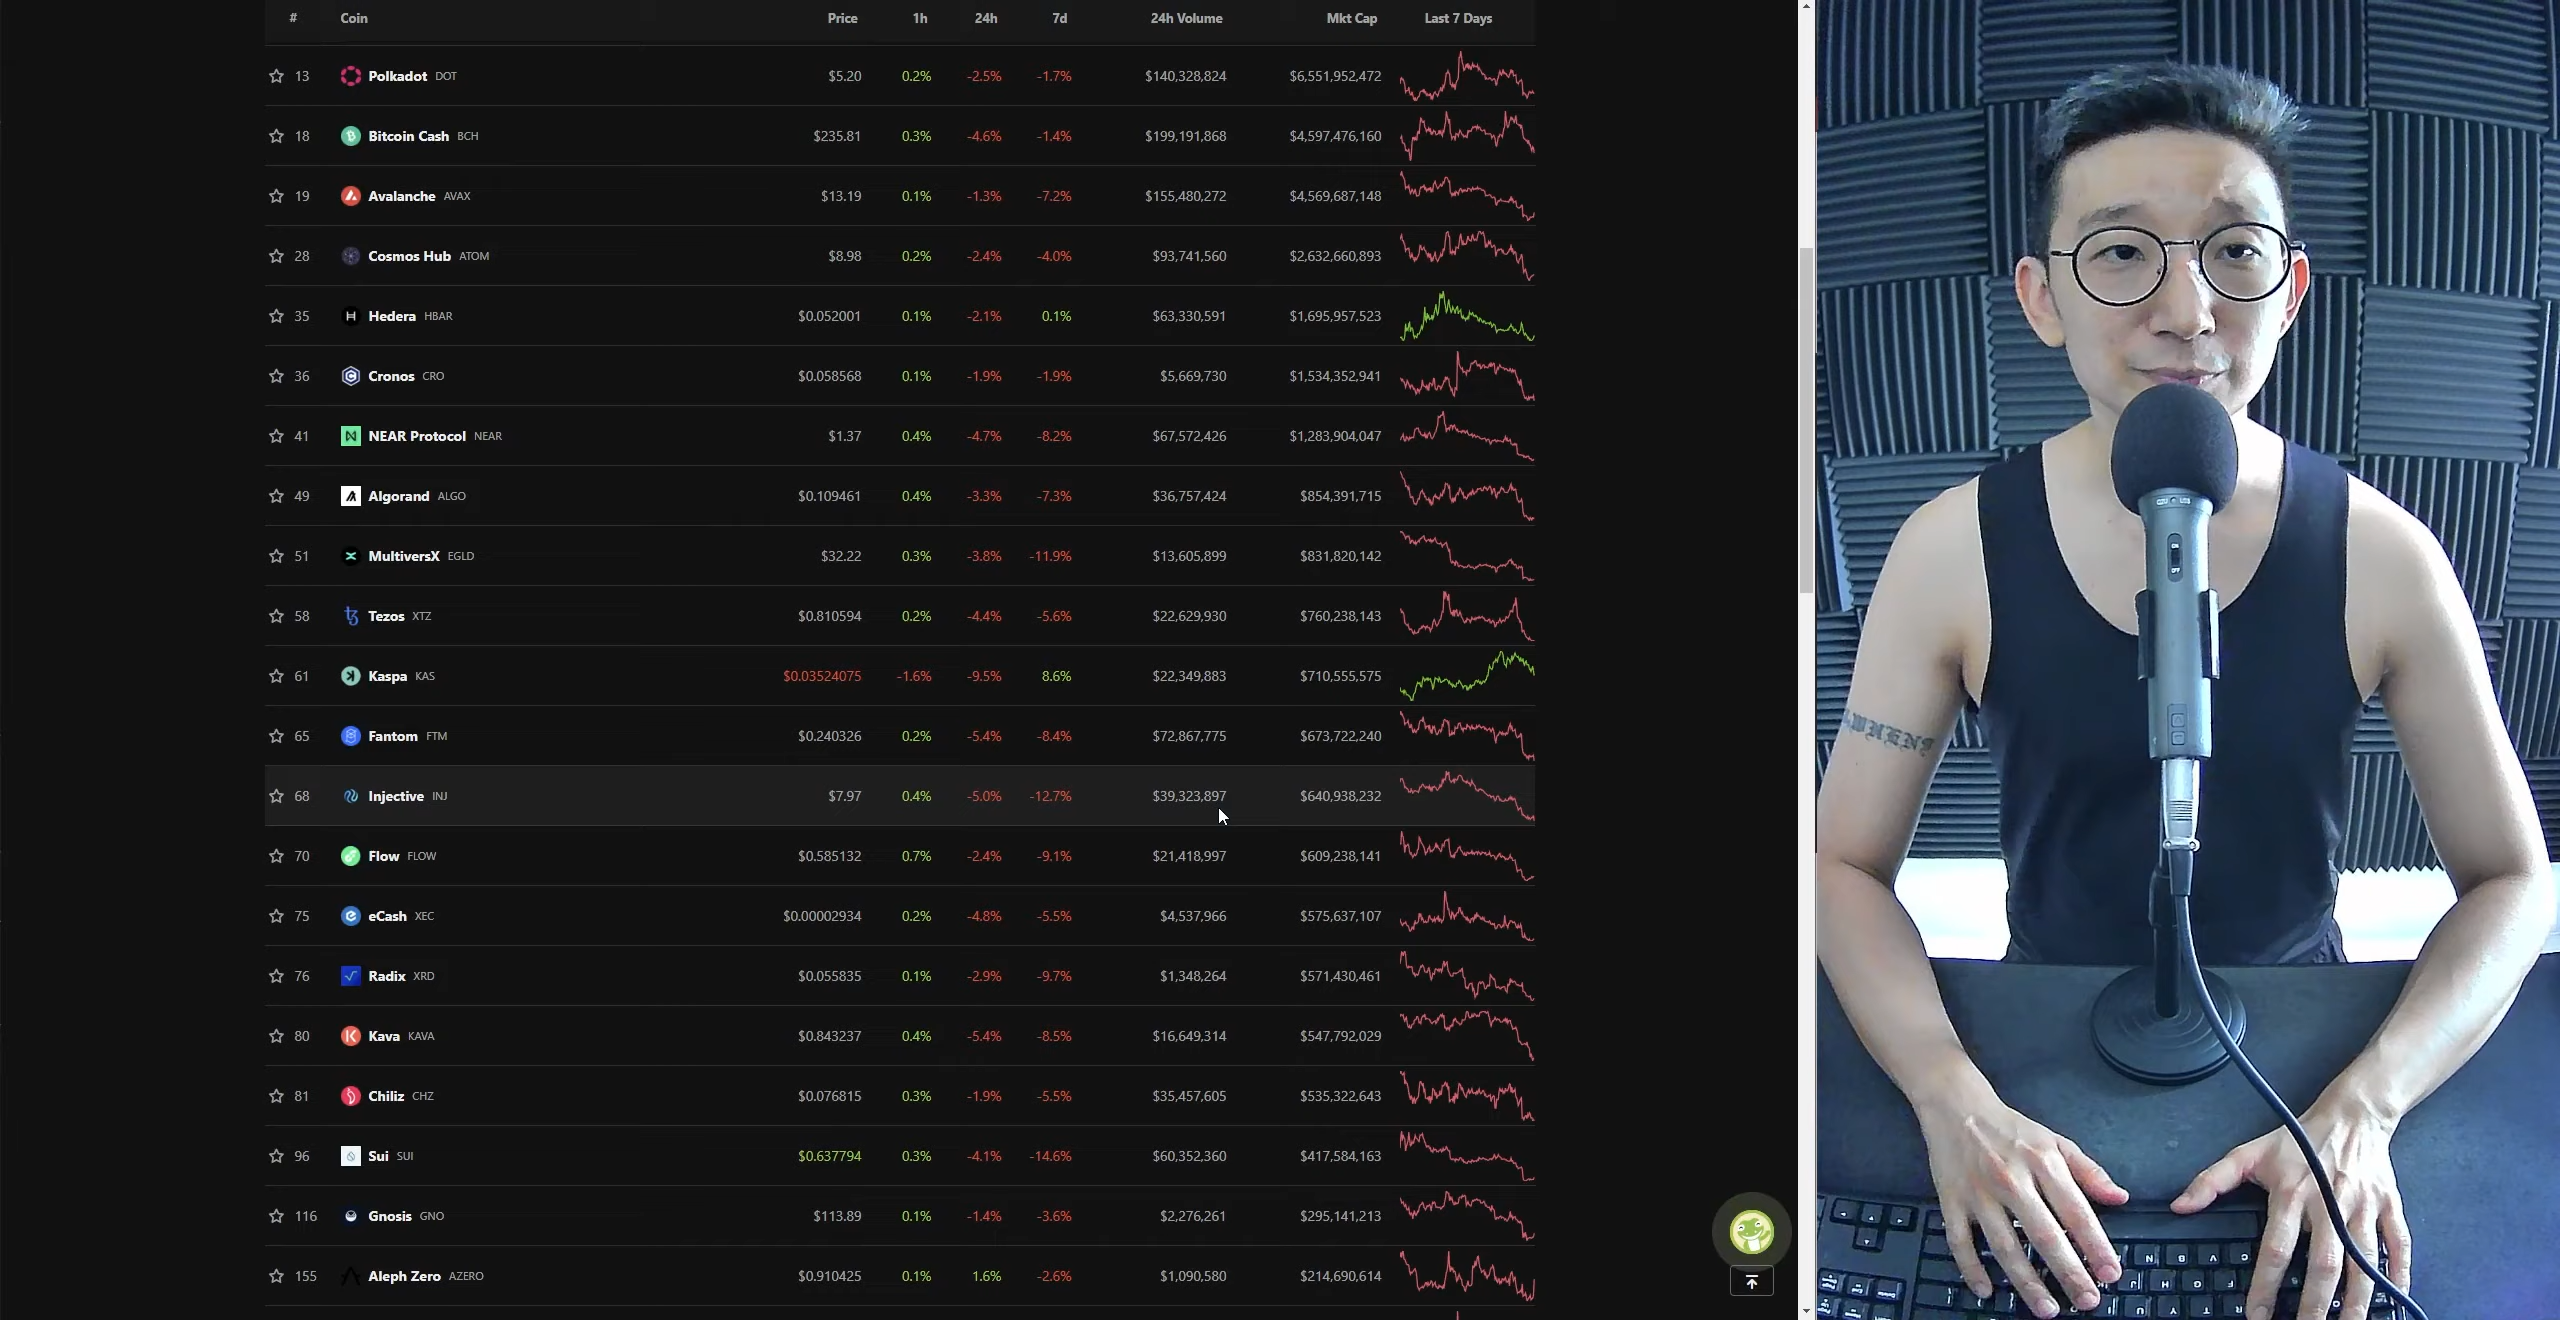 # Coin Price 1h 24h 7d 24h Volume Mkt Cap Last 7 Days
13 Polkadot DOT $5.20 0.2% -2.5% -1.7% $140,328,824 $6,551,952,472
18 Bitcoin Cash BCH $235.81 0.3% -4.6% -1.4% $199,191,868 $4,597,476,160
19 Avalanche AVAX $13.19 0.1% -1.3% -7.2% $155,480,272 $4,569,687,148
28 Cosmos Hub ATOM $8.98 0.2% -2.4% -4.0% $93,741,560 $2,632,660,893
35 Hedera HBAR $0.052001 0.1% -2.1% 0.1% $63,330,591 $1,695,957,523
36 Cronos CRO $0.058568 0.1% -1.9% -1.9% $5,669,730 $1,534,352,941
41 NEAR Protocol NEAR $1.37 0.4% -4.7% -8.2% $67,572,426 $1,283,904,047
49 Algorand ALGO $0.109461 0.4% -3.3% -7.3% $36,757,424 $854,391,715
51 MultiversX EGLD $32.22 0.3% -3.8% -11.9% $13,605,899 $831,820,142
58 Tezos XTZ $0.810594 0.2% -4.4% -5.6% $22,629,930 $760,238,143
61 Kaspa KAS $0.03524075 -1.6% -9.5% 8.6% $22,349,883 $710,555,575
65 Fantom FTM $0.240326 0.2% -5.4% -8.4% $72,867,775 $673,722,240
68 Injective INJ $7.97 0.4% -5.0% -12.7% $39,323,897 $640,938,232
70 Flow FLOW $0.585132 0.7% -2.4% -9.1% $21,418,997 $609,238,141
75 eCash XEC $0.00002934 0.2% -4.8% -5.5% $4,537,966 $575,637,107
76 Radix XRD $0.055835 0.1% -2.9% -9.7% $1,348,264 $571,430,461
80 Kava KAVA $0.843237 0.4% -5.4% -8.5% $16,649,314 $547,792,029
81 Chiliz CHZ $0.076815 0.3% -1.9% -5.5% $35,457,605 $535,322,643
96 Sui SUI $0.637794 0.3% -4.1% -14.6% $60,352,360 $417,584,163
116 Gnosis GNO $113.89 0.1% -1.4% -3.6% $2,276,261 $295,141,213
155 Aleph Zero AZERO $0.910425 0.1% 1.6% -2.6% $1,090,580 $214,690,614
ON
OFF